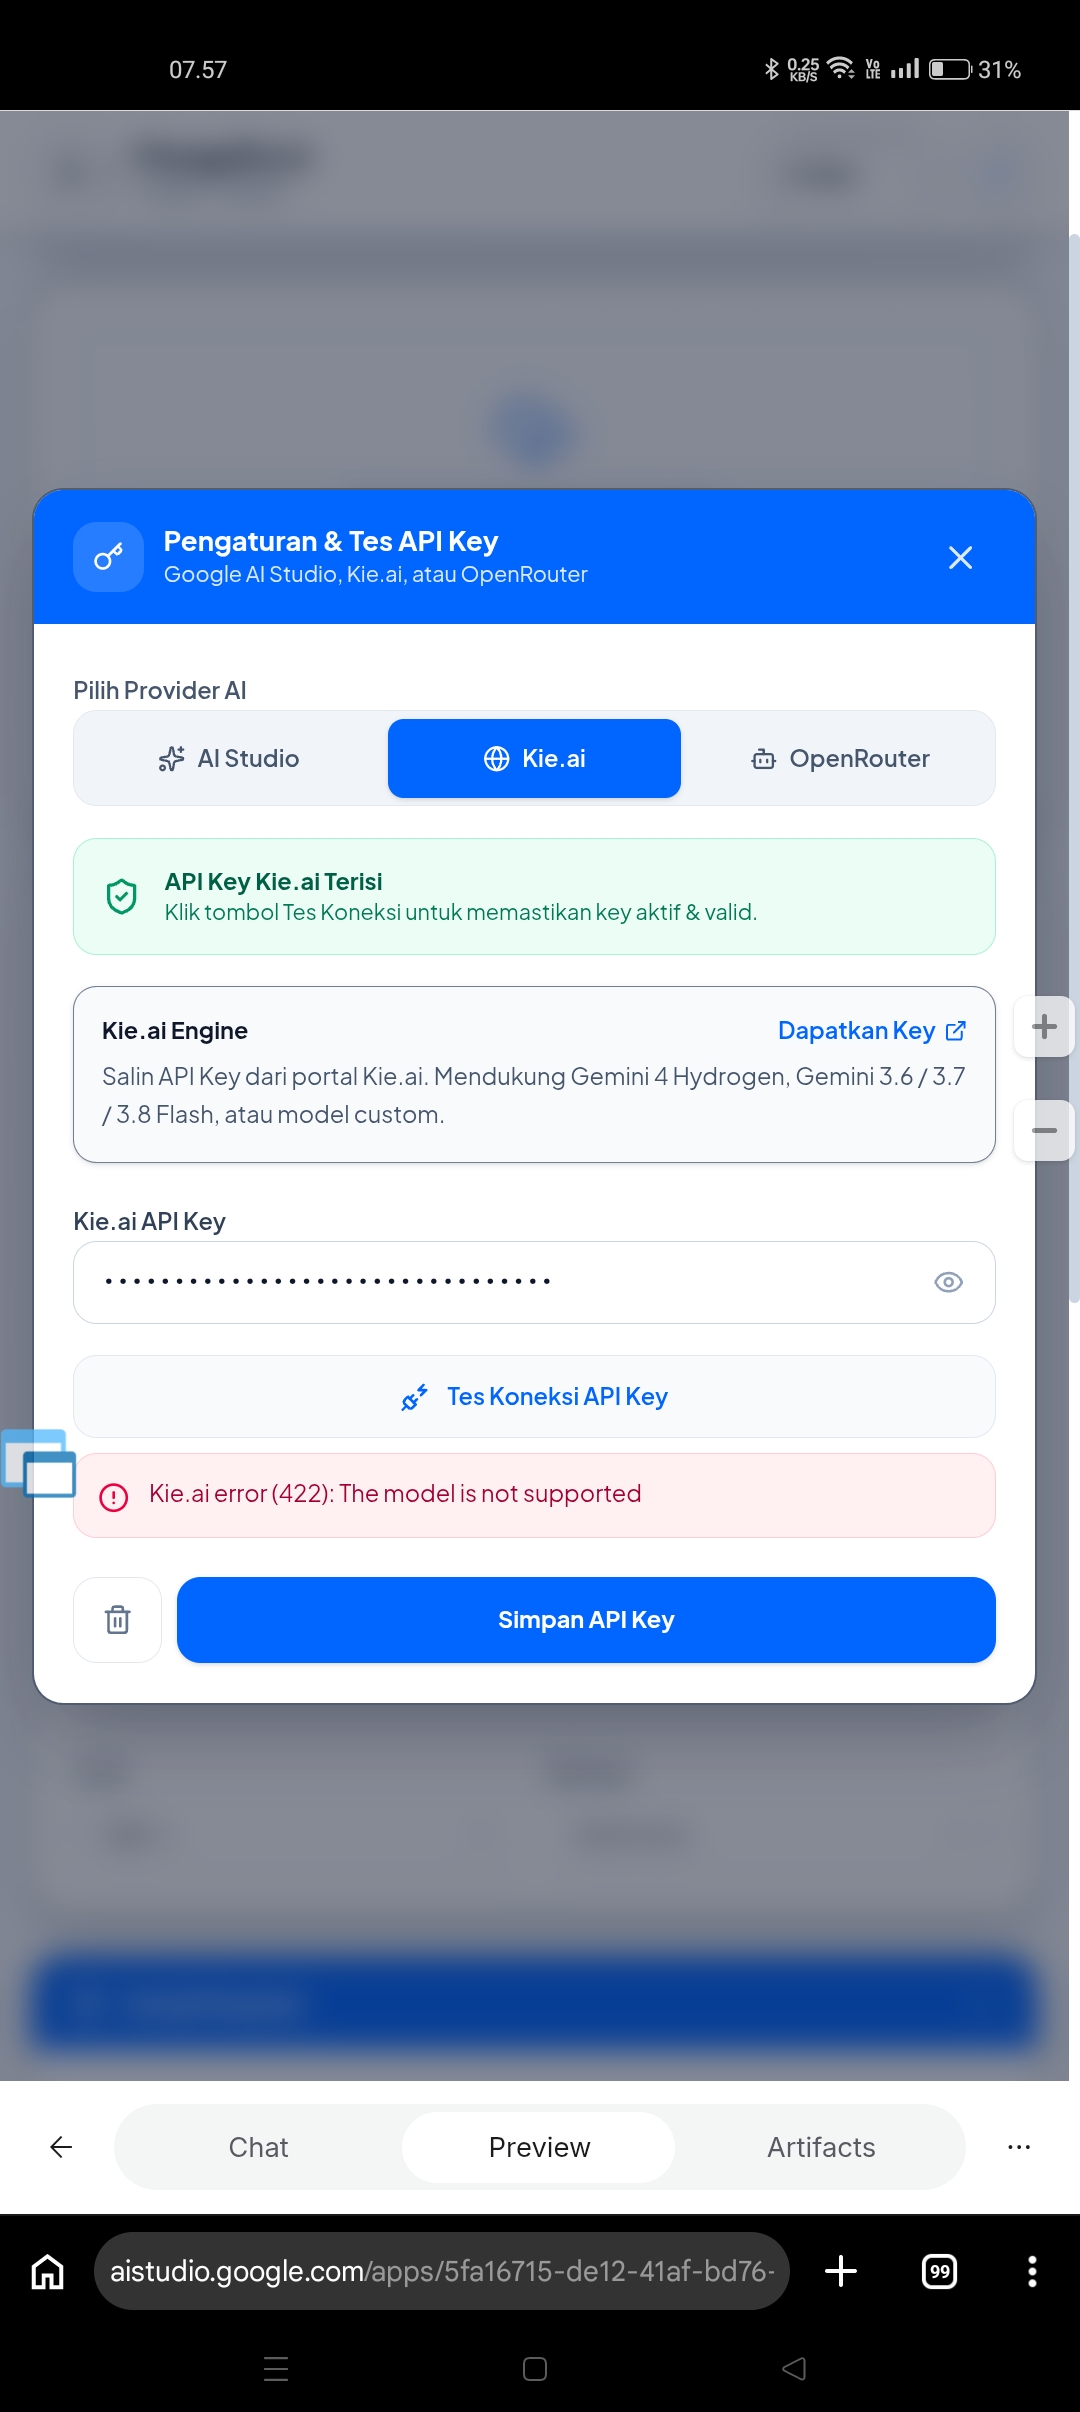 07.57
0.25 KB/S
Vo LTE
31%
Pengaturan & Tes API Key
Google AI Studio, Kie.ai, atau OpenRouter
Pilih Provider AI
AI Studio
Kie.ai
OpenRouter
API Key Kie.ai Terisi
Klik tombol Tes Koneksi untuk memastikan key aktif & valid.
Kie.ai Engine
Dapatkan Key
Salin API Key dari portal Kie.ai. Mendukung Gemini 4 Hydrogen, Gemini 3.6 / 3.7
/ 3.8 Flash, atau model custom.
Kie.ai API Key
Tes Koneksi API Key
Kie.ai error (422): The model is not supported
Simpan API Key
Chat
Preview
Artifacts
aistudio.google.com/apps/5fa16715-de12-41af-bd76-
99